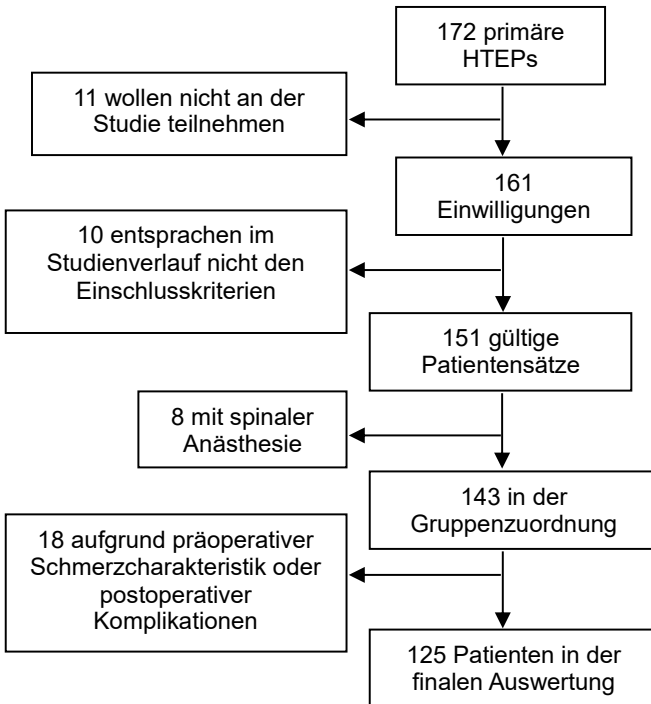 172 primäre
HTEPs
11 wollen nicht an der
Studie teilnehmen
161
Einwilligungen
10 entsprachen im
Studienverlauf nicht den
Einschlusskriterien
151 gültige
Patientensätze
8 mit spinaler
Anästhesie
143 in der
Gruppenzuordnung
18 aufgrund präoperativer
Schmerzcharakteristik oder
postoperativer
Komplikationen
125 Patienten in der
finalen Auswertung